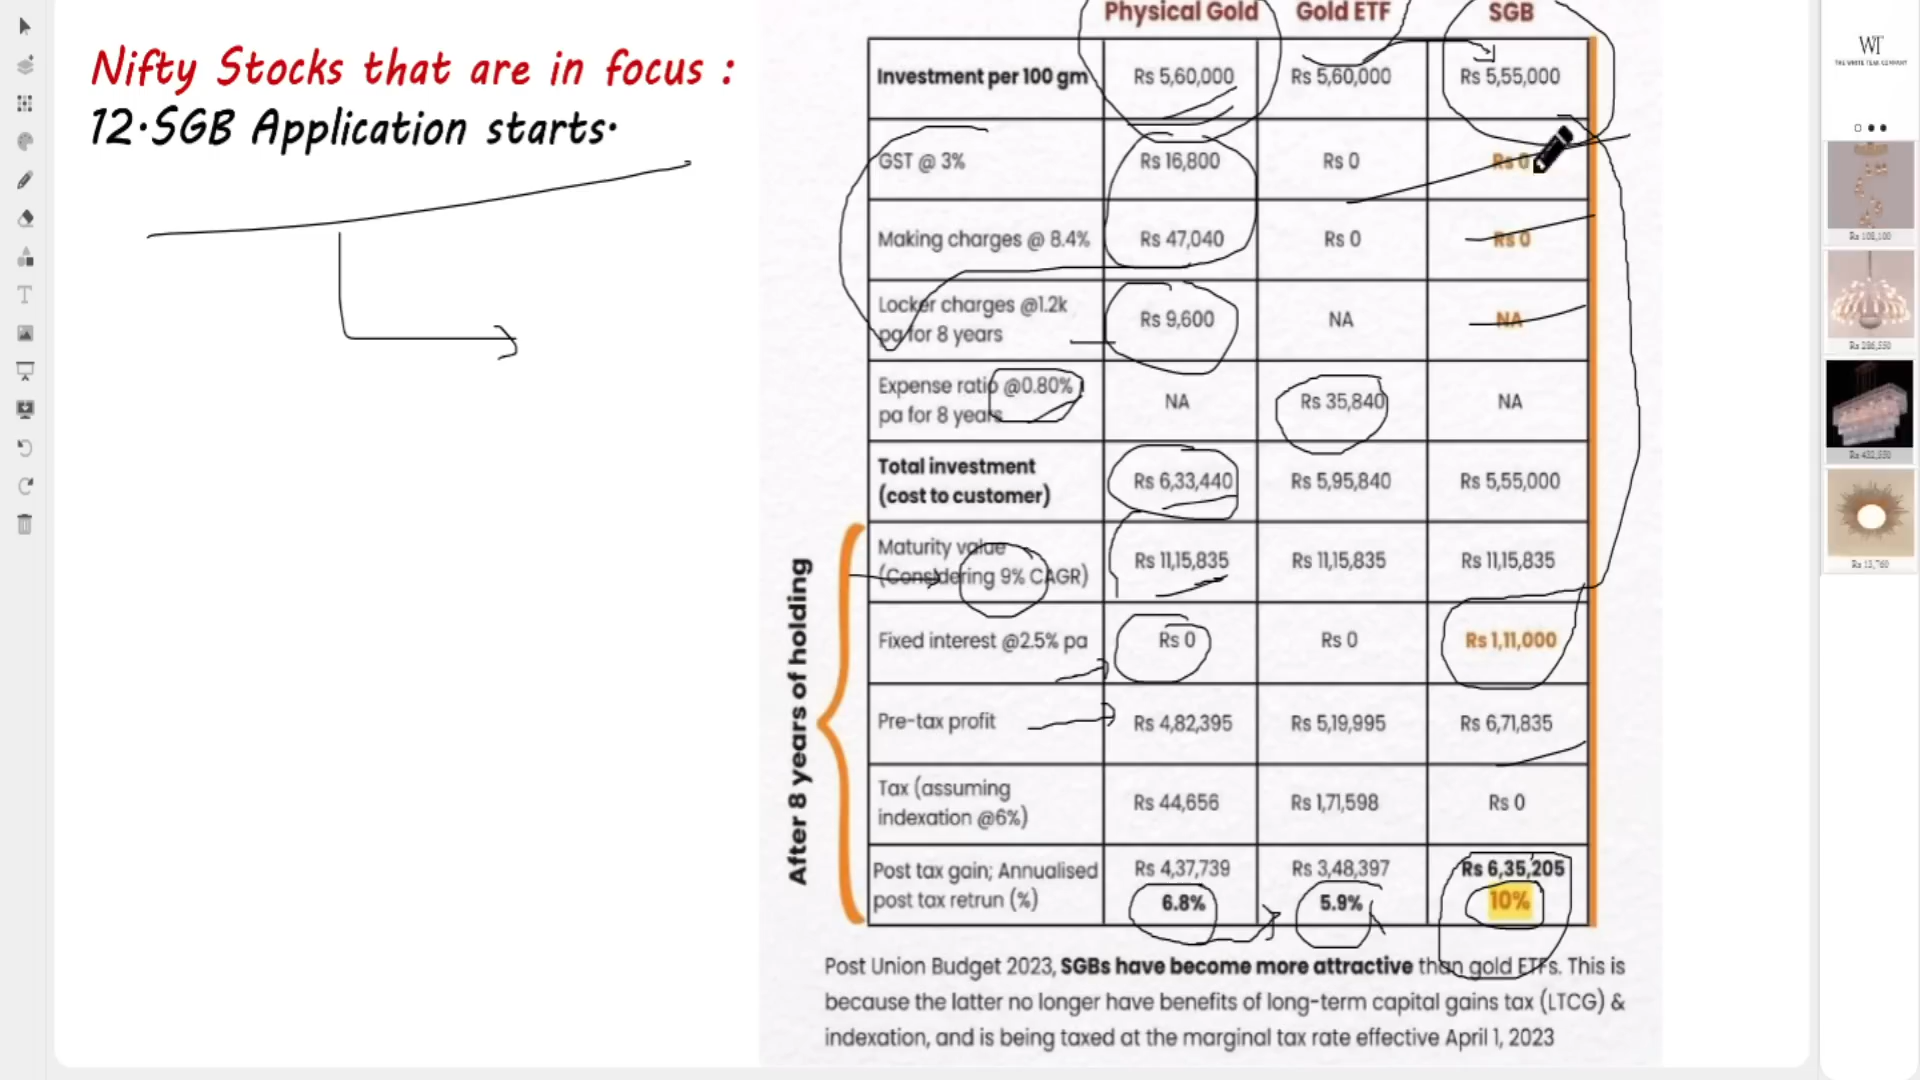 Nifty Stocks that are in focus :
12.SGB Application starts.
Physical Gold Gold ETF SGB
Investment per 100 gm Rs 5,60,000 Rs 5,60,000 Rs 5,55,000
GST @ 3% Rs 16,800 Rs 0 Rs 0
Making charges @ 8.4% Rs 47,040 Rs 0 Rs 0
Locker charges @1.2k
pa for 8 years Rs 9,600 NA NA
Expense ratio @0.80%
pa for 8 years NA Rs 35,840 NA
Total investment
(cost to customer) Rs 6,33,440 Rs 5,95,840 Rs 5,55,000
After 8 years of holding
Maturity value
(Considering 9% CAGR) Rs 11,15,835 Rs 11,15,835 Rs 11,15,835
Fixed interest @2.5% pa Rs 0 Rs 0 Rs 1,11,000
Pre-tax profit Rs 4,82,395 Rs 5,19,995 Rs 6,71,835
Tax (assuming
indexation @6%) Rs 44,656 Rs 1,71,598 Rs 0
Post tax gain; Annualised Rs 4,37,739 Rs 3,48,397 Rs 6,35,205
post tax retrun (%) 6.8% 5.9% 10%
Post Union Budget 2023, SGBs have become more attractive than gold ETFs. This is
because the latter no longer have benefits of long-term capital gains tax (LTCG) &
indexation, and is being taxed at the marginal tax rate effective April 1, 2023
WT
THE WHITE TEAK COMPANY
Rs 13,760